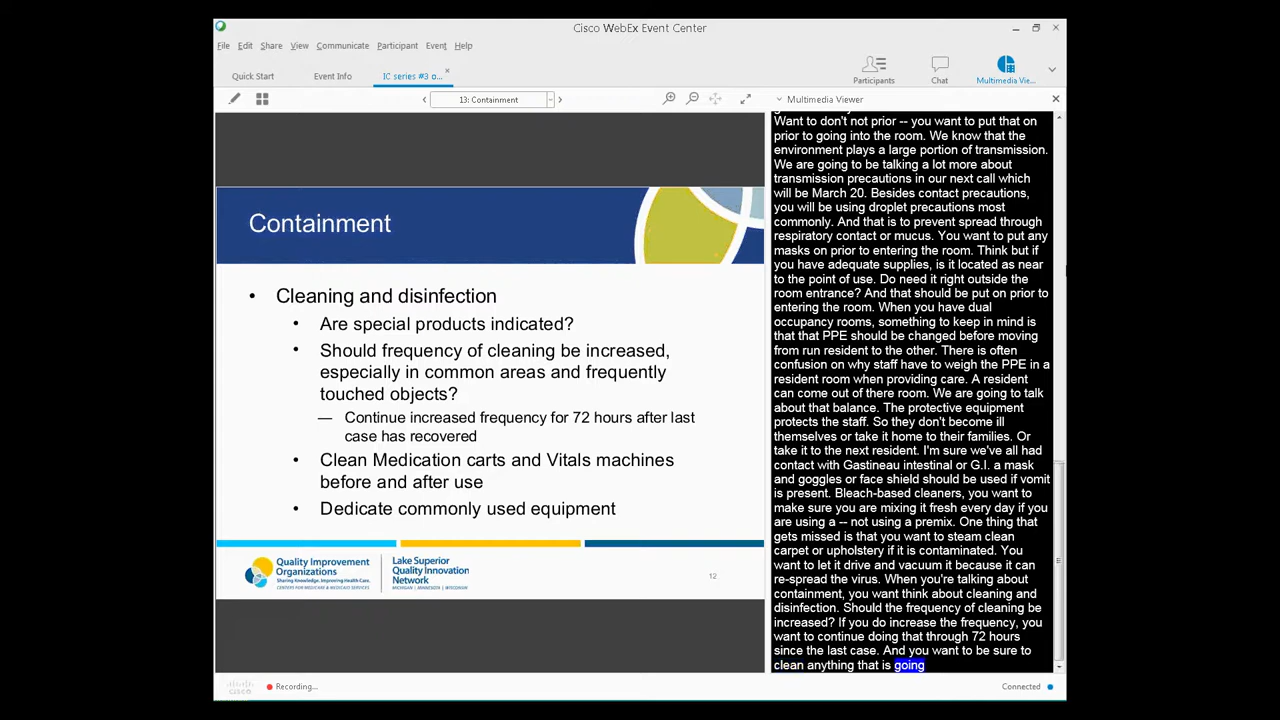 Cisco WebEx Event Center
File Edit Share View Communicate Participant Event Help
Quick Start Event Info IC series #3 o... Participants Chat Multimedia Vie...
13: Containment
Multimedia Viewer
Containment
• Cleaning and disinfection
• Are special products indicated?
• Should frequency of cleaning be increased,
especially in common areas and frequently
touched objects?
— Continue increased frequency for 72 hours after last
case has recovered
• Clean Medication carts and Vitals machines
before and after use
• Dedicate commonly used equipment
Quality Improvement
Organizations
Sharing Knowledge. Improving Health Care.
CENTERS FOR MEDICARE & MEDICAID SERVICES
Lake Superior
Quality Innovation
Network
MICHIGAN | MINNESOTA | WISCONSIN
12
Want to don't not prior -- you want to put that on
prior to going into the room. We know that the
environment plays a large portion of transmission.
We are going to be talking a lot more about
transmission precautions in our next call which
will be March 20. Besides contact precautions,
you will be using droplet precautions most
commonly. And that is to prevent spread through
respiratory contact or mucus. You want to put any
masks on prior to entering the room. Think but if
you have adequate supplies, is it located as near
to the point of use. Do need it right outside the
room entrance? And that should be put on prior to
entering the room. When you have dual
occupancy rooms, something to keep in mind is
that that PPE should be changed before moving
from run resident to the other. There is often
confusion on why staff have to weigh the PPE in a
resident room when providing care. A resident
can come out of there room. We are going to talk
about that balance. The protective equipment
protects the staff. So they don't become ill
themselves or take it home to their families. Or
take it to the next resident. I'm sure we've all had
contact with Gastineau intestinal or G.I. a mask
and goggles or face shield should be used if vomit
is present. Bleach-based cleaners, you want to
make sure you are mixing it fresh every day if you
are using a -- not using a premix. One thing that
gets missed is that you want to steam clean
carpet or upholstery if it is contaminated. You
want to let it drive and vacuum it because it can
re-spread the virus. When you're talking about
containment, you want think about cleaning and
disinfection. Should the frequency of cleaning be
increased? If you do increase the frequency, you
want to continue doing that through 72 hours
since the last case. And you want to be sure to
clean anything that is going
cisco Recording... Connected